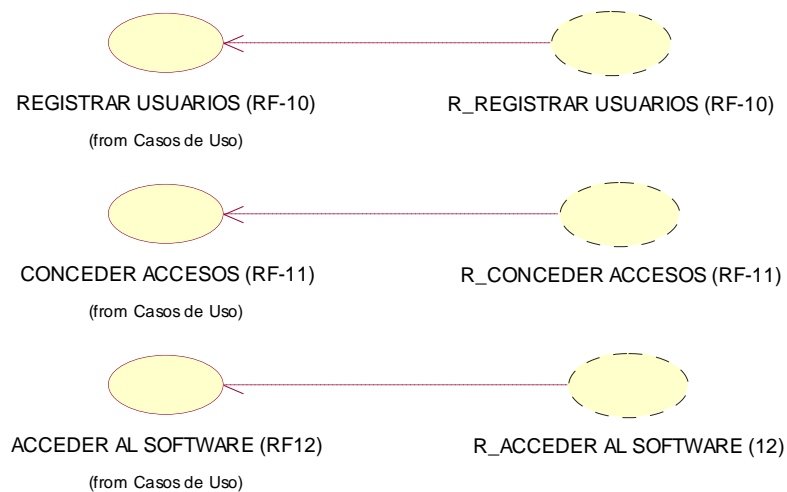 REGISTRAR USUARIOS (RF-10)
R_REGISTRAR USUARIOS (RF-10)
(from Casos de Uso)
CONCEDER ACCESOS (RF-11)
R_CONCEDER ACCESOS (RF-11)
(from Casos de Uso)
ACCEDER AL SOFTWARE (RF12)
R_ACCEDER AL SOFTWARE (12)
(from Casos de Uso)